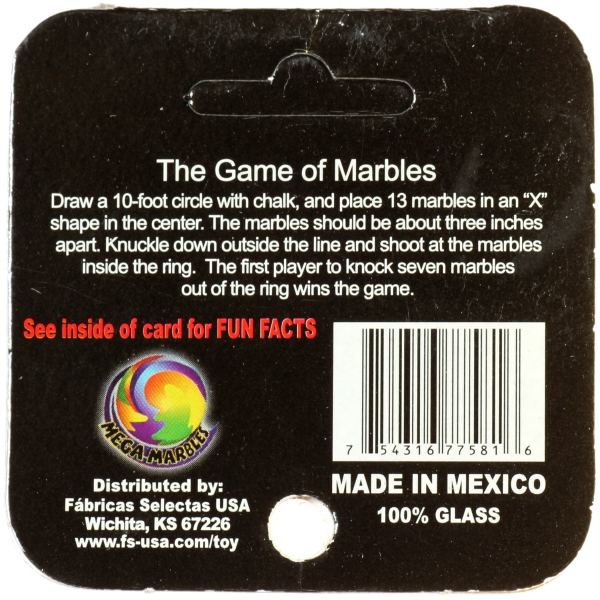 The Game of Marbles
Draw a 10-foot circle with chalk, and place 13 marbles in an “X”
shape in the center. The marbles should be about three inches
apart. Knuckle down outside the line and shoot at the marbles
inside the ring. The first player to knock seven marbles
out of the ring wins the game.
See inside of card for FUN FACTS
MEGA-MARBLES
Distributed by:
Fábricas Selectas USA
Wichita, KS 67226
www.fs-usa.com/toy
7 54316 77581 6
MADE IN MEXICO
100% GLASS